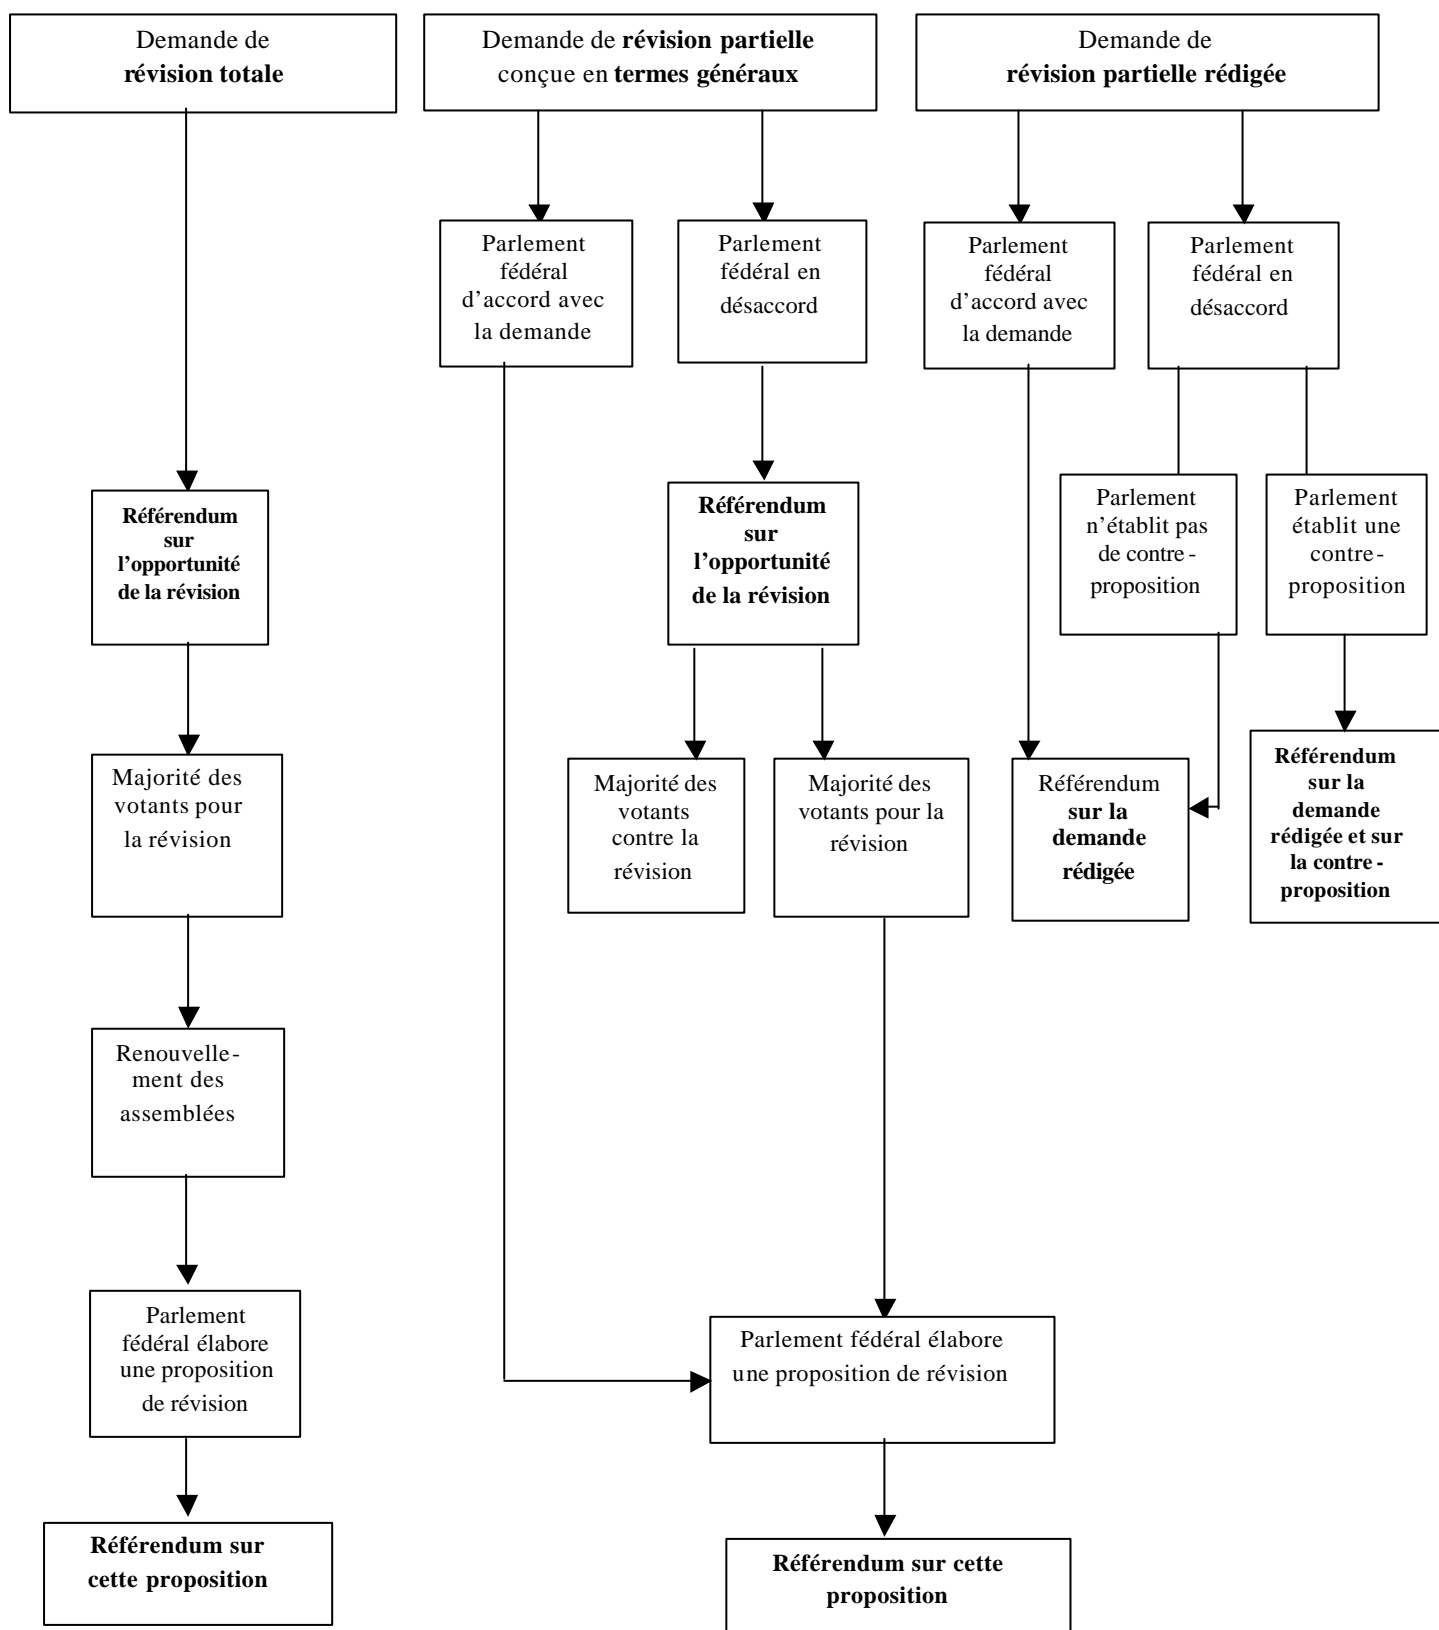 Demande de
révision totale
Demande de révision partielle
conçue en termes généraux
Demande de
révision partielle rédigée
Parlement
fédéral
d’accord avec
la demande
Parlement
fédéral en
désaccord
Parlement
fédéral
d’accord avec
la demande
Parlement
fédéral en
désaccord
Référendum
sur
l’opportunité
de la révision
Référendum
sur
l’opportunité
de la révision
Parlement
n’établit pas
de contre-
proposition
Parlement
établit une
contre-
proposition
Majorité des
votants pour
la révision
Majorité des
votants
contre la
révision
Majorité des
votants pour la
révision
Référendum
sur la
demande
rédigée
Référendum
sur la
demande
rédigée et sur
la contre-
proposition
Renouvelle-
ment des
assemblées
Parlement
fédéral élabore
une proposition
de révision
Parlement fédéral élabore
une proposition de révision
Référendum sur
cette proposition
Référendum sur cette
proposition